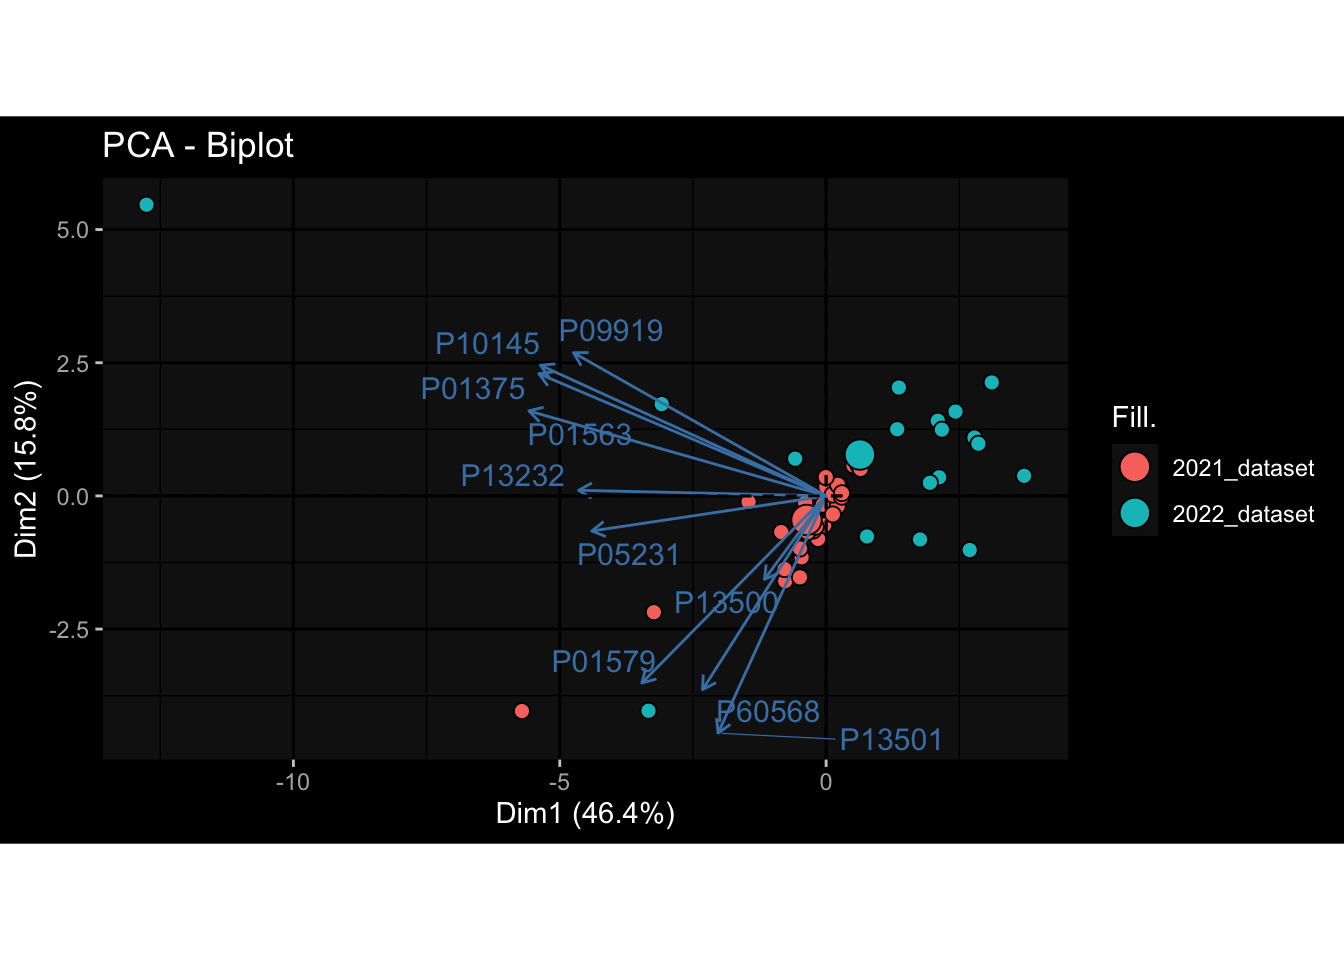 PCA - Biplot
5.0
2.5
0.0
-2.5
Dim2 (15.8%)
P09919
P10145
P01375
P01563
P13232
P05231
P13500
P01579
P60568
P13501
-10
-5
0
Dim1 (46.4%)
Fill.
2021_dataset
2022_dataset